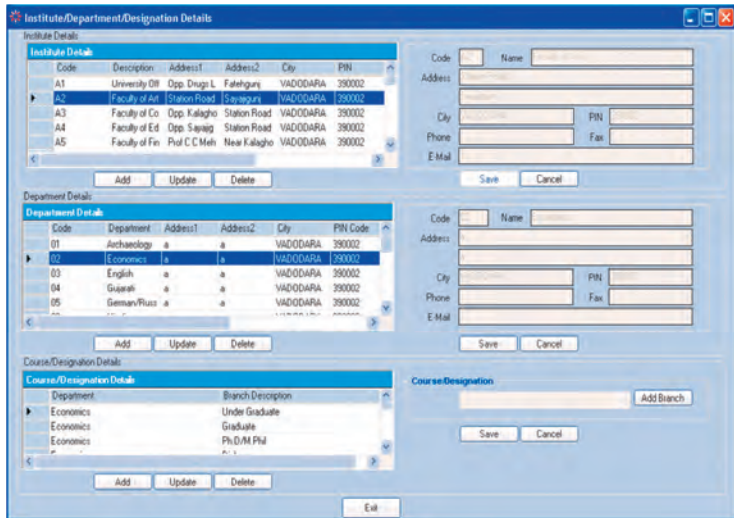 Institute/Department/Designation Details
Institute Details
Institute Details
Code Description Address1 Address2 City PIN
A1 University Off Opp. Drugs L Fatehgunj VADODARA 390002
A2 Faculty of Art Station Road Sayajigunj VADODARA 390002
A3 Faculty of Co Opp. Kalagho Station Road VADODARA 390002
A4 Faculty of Ed Opp. Sayajig Station Road VADODARA 390002
A5 Faculty of Fin Prof C C Meh Near Kalagho VADODARA 390002
Add Update Delete
Code Name
Address
City PIN
Phone Fax
E-Mail
Save Cancel
Department Details
Department Details
Code Department Address1 Address2 City PIN Code
01 Archaeology a a VADODARA 390002
02 Economics a a VADODARA 390002
03 English a a VADODARA 390002
04 Gujarati a a VADODARA 390002
05 German/Russ a a VADODARA 390002
Add Update Delete
Code Name
Address
City PIN
Phone Fax
E-Mail
Save Cancel
Course/Designation Details
Course/Designation Details
Department Branch Description
Economics Under Graduate
Economics Graduate
Economics Ph.D/M.Phil
Add Update Delete
Course/Designation
Add Branch
Save Cancel
Exit